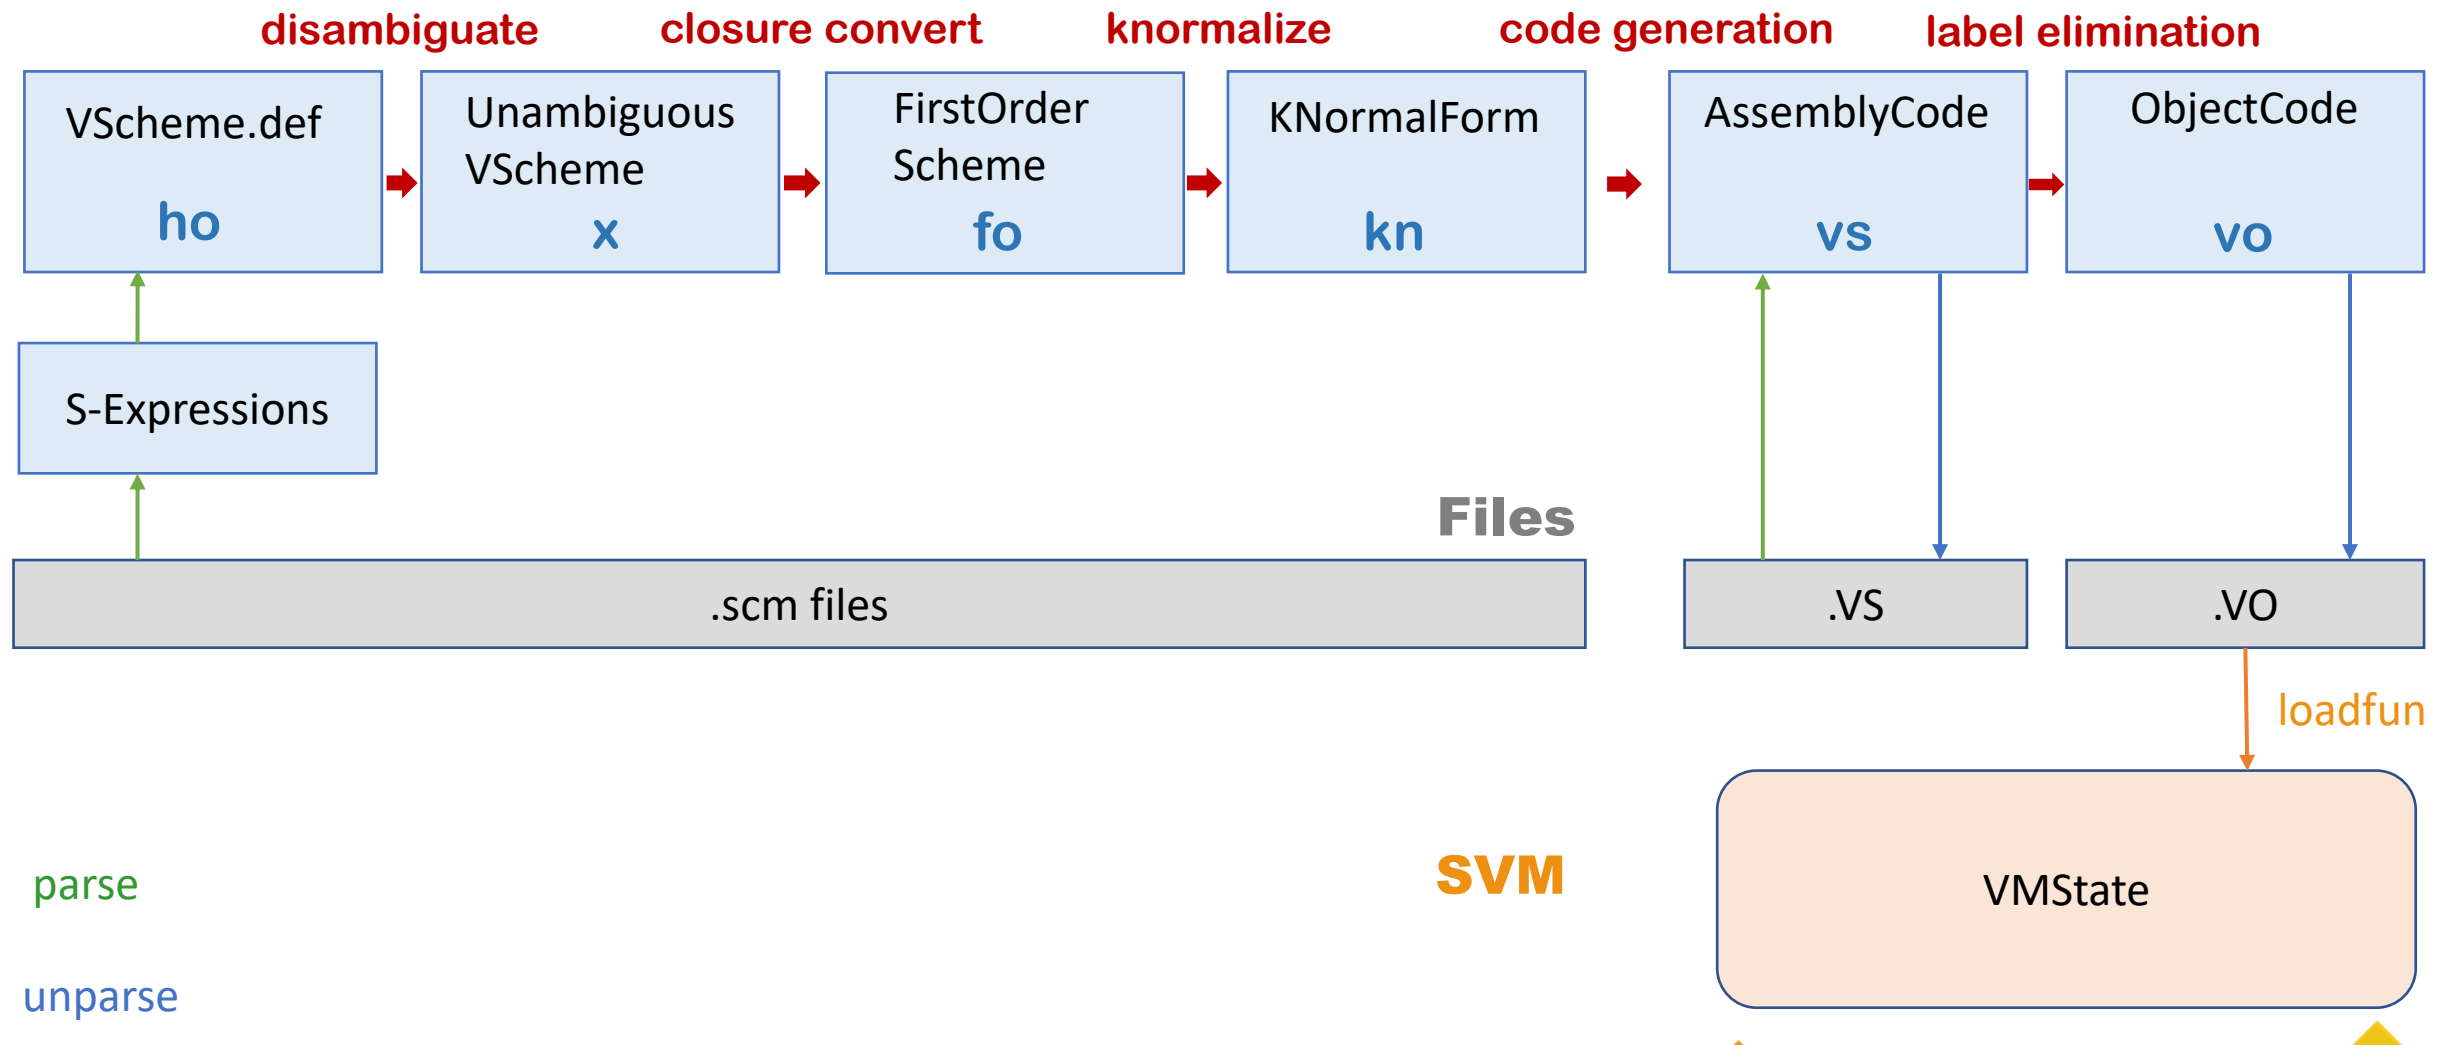 disambiguate
closure convert
knormalize
code generation
label elimination
VScheme.def
ho
Unambiguous
VScheme
x
FirstOrder
Scheme
fo
KNormalForm
kn
AssemblyCode
vs
ObjectCode
vo
S-Expressions
Files
.scm files
.VS
.VO
loadfun
SVM
VMState
parse
unparse